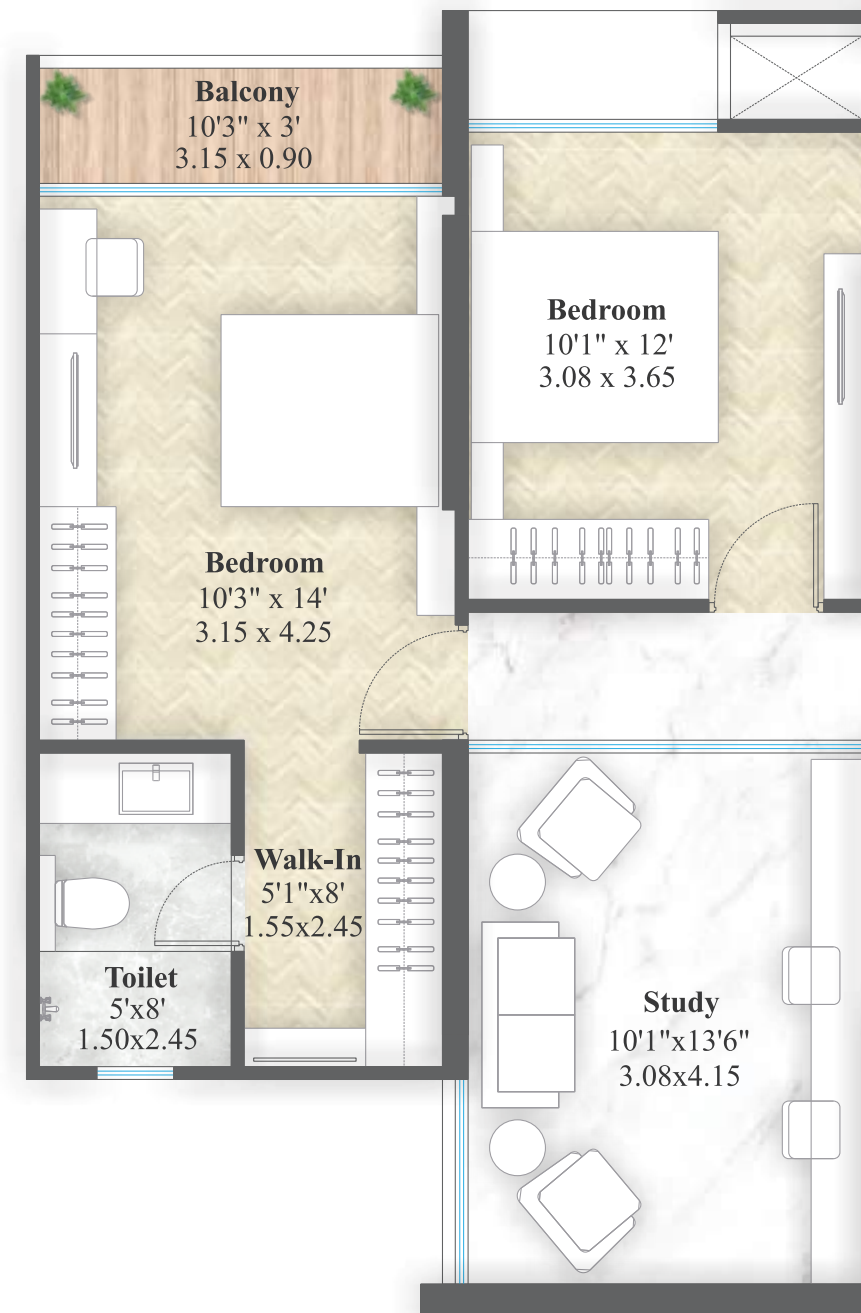 Balcony
10'3" x 3'
3.15 x 0.90
Bedroom
10'1" x 12'
3.08 x 3.65
Bedroom
10'3" x 14'
3.15 x 4.25
Walk-In
5'1"x8'
1.55x2.45
Toilet
5'x8'
1.50x2.45
Study
10'1"x13'6"
3.08x4.15